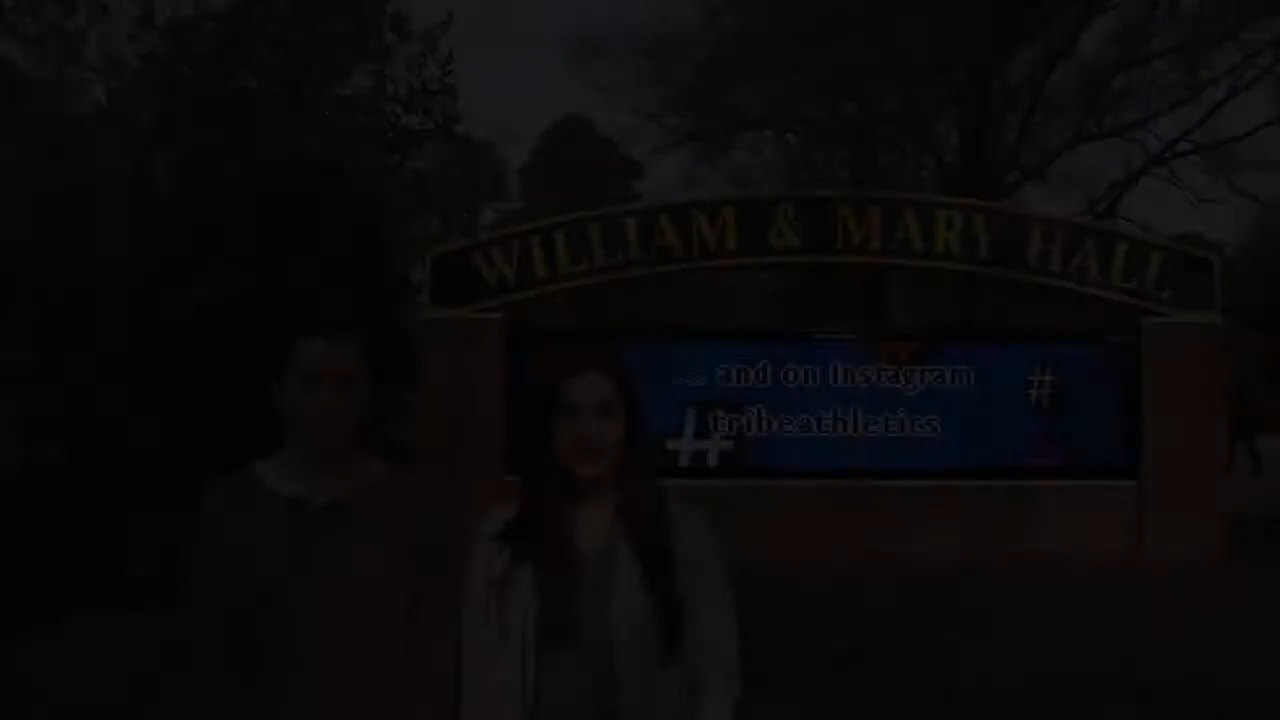 WILLIAM & MARY HALL
... and on Instagram
#
#tribeathletics